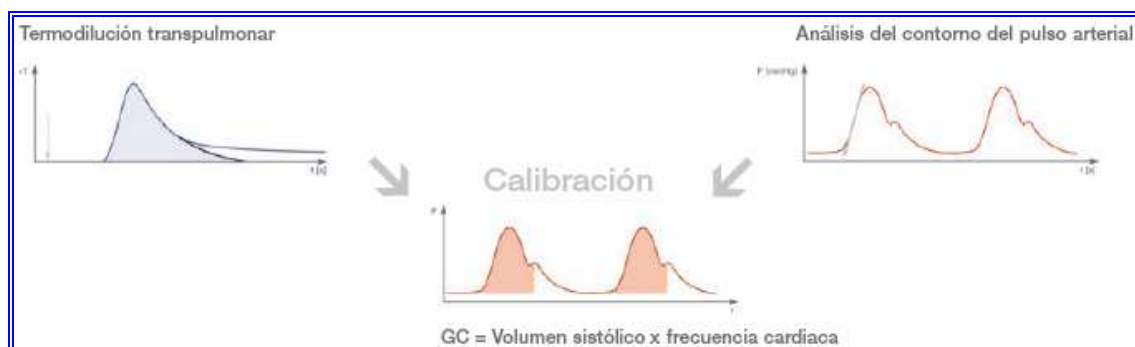 Termodilución transpulmonar
Análisis del contorno del pulso arterial
Calibración
P
t
GC = Volumen sistólico x frecuencia cardiaca